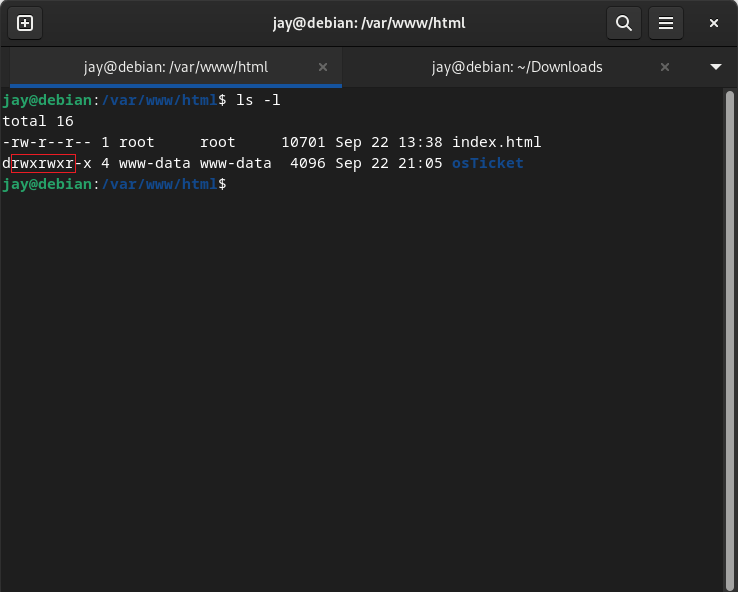 jay@debian: /var/www/html
jay@debian: /var/www/html jay@debian: ~/Downloads
jay@debian:/var/www/html$ ls -l
total 16
-rw-r--r-- 1 root     root     10701 Sep 22 13:38 index.html
drwxrwxr-x 4 www-data www-data  4096 Sep 22 21:05 osTicket
jay@debian:/var/www/html$